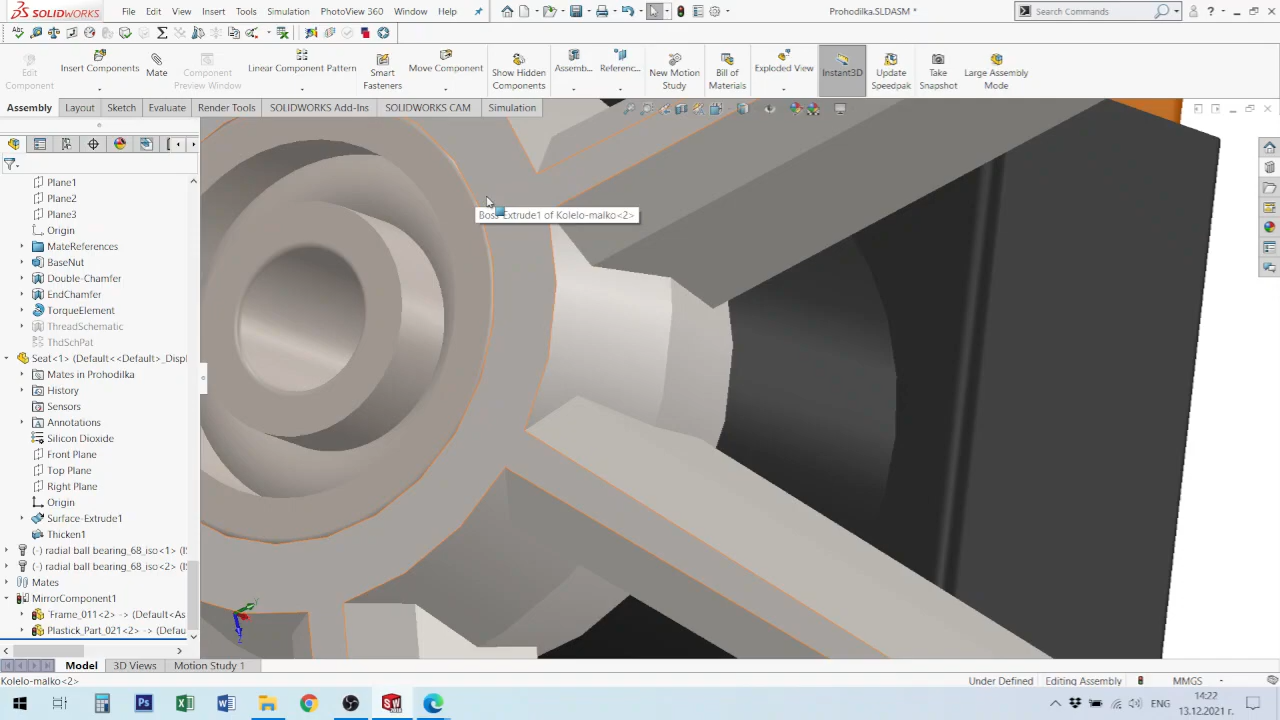 SOLIDWORKS File Edit View Insert Tools Simulation PhotoView 360 Window Help Prohodilka.SLDASM * Search Commands
Edit Component
Insert Components
Mate
Component Preview Window
Linear Component Pattern
Smart Fasteners
Move Component
Show Hidden Components
Assemb...
Referenc...
New Motion Study
Bill of Materials
Exploded View
Instant3D
Update Speedpak
Take Snapshot
Large Assembly Mode
Assembly Layout Sketch Evaluate Render Tools SOLIDWORKS Add-Ins SOLIDWORKS CAM Simulation
Plane1
Plane2
Plane3
Origin
MateReferences
BaseNut
Double-Chamfer
EndChamfer
TorqueElement
ThreadSchematic
ThdSchPat
Seat<1> (Default<<Default>_Displ
Mates in Prohodilka
History
Sensors
Annotations
Silicon Dioxide
Front Plane
Top Plane
Right Plane
Origin
Surface-Extrude1
Thicken1
(-) radial ball bearing_68_iso<1> (I
(-) radial ball bearing_68_iso<2> (I
Mates
MirrorComponent1
Frame_011<2> -> (Default<As
Plastick_Part_021<2> -> (Defau
Boss-Extrude1 of Kolelo-malko<2>
Model 3D Views Motion Study 1
Kolelo-malko<2> Under Defined Editing Assembly MMGS
ENG
14:22
13.12.2021 г.